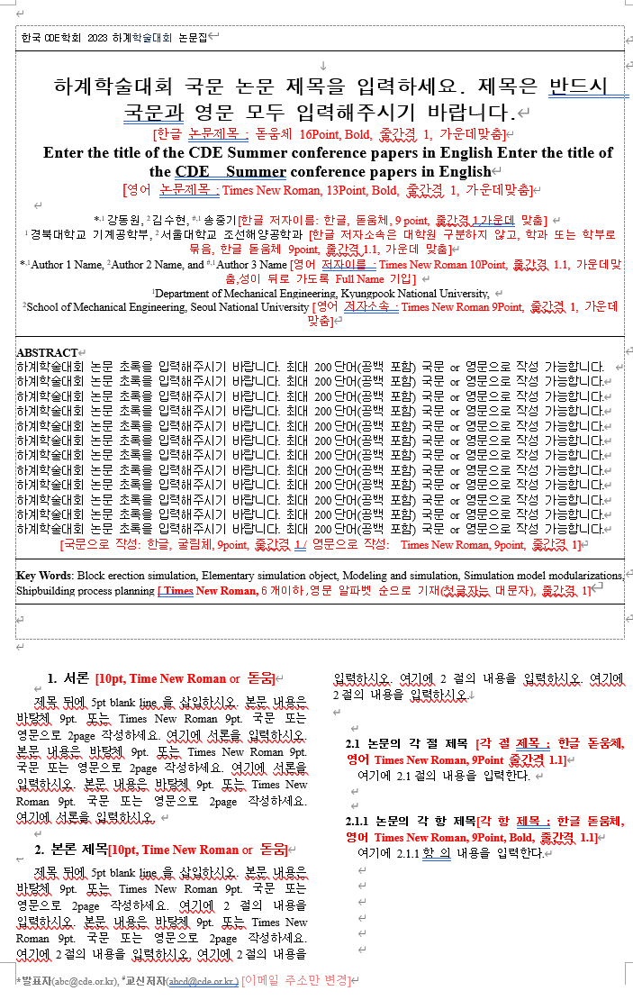 한국 CDE학회 2023 하계학술대회 논문집
하계학술대회 국문 논문 제목을 입력하세요. 제목은 반드시
국문과 영문 모두 입력해주시기 바랍니다.
[한글 논문제목 : 돋움체 16Point, Bold, 줄간격 1, 가운데맞춤]
Enter the title of the CDE Summer conference papers in English Enter the title of
the CDE Summer conference papers in English
[영어 논문제목 : Times New Roman, 13Point, Bold, 줄간격 1, 가운데맞춤]
*,1 강동원, 2김수현, #,1 송중기[한글 저자이름: 한글, 돋움체, 9 point, 줄간격 1,가운데 맞춤]
1경북대학교 기계공학부, 2서울대학교 조선해양공학과 [한글 저자소속은 대학원 구분하지 않고, 학과 또는 학부로
묶음, 한글 돋움체 9point, 줄간격 1.1, 가운데 맞춤]
*,1Author 1 Name, 2Author 2 Name, and #,1Author 3 Name [영어 저자이름 : Times New Roman 10Point, 줄간격 1.1, 가운데맞
춤,성이 뒤로 가도록 Full Name 기입]
1Department of Mechanical Engineering, Kyungpook National University,
2School of Mechanical Engineering, Seoul National University [영어 저자소속 : Times New Roman 9Point, 줄간격 1, 가운데
맞춤]
ABSTRACT
하계학술대회 논문 초록을 입력해주시기 바랍니다. 최대 200단어(공백 포함) 국문 or 영문으로 작성 가능합니다.
하계학술대회 논문 초록을 입력해주시기 바랍니다. 최대 200단어(공백 포함) 국문 or 영문으로 작성 가능합니다.
하계학술대회 논문 초록을 입력해주시기 바랍니다. 최대 200단어(공백 포함) 국문 or 영문으로 작성 가능합니다.
하계학술대회 논문 초록을 입력해주시기 바랍니다. 최대 200단어(공백 포함) 국문 or 영문으로 작성 가능합니다.
하계학술대회 논문 초록을 입력해주시기 바랍니다. 최대 200단어(공백 포함) 국문 or 영문으로 작성 가능합니다.
하계학술대회 논문 초록을 입력해주시기 바랍니다. 최대 200단어(공백 포함) 국문 or 영문으로 작성 가능합니다.
하계학술대회 논문 초록을 입력해주시기 바랍니다. 최대 200단어(공백 포함) 국문 or 영문으로 작성 가능합니다.
하계학술대회 논문 초록을 입력해주시기 바랍니다. 최대 200단어(공백 포함) 국문 or 영문으로 작성 가능합니다.
하계학술대회 논문 초록을 입력해주시기 바랍니다. 최대 200단어(공백 포함) 국문 or 영문으로 작성 가능합니다.
하계학술대회 논문 초록을 입력해주시기 바랍니다. 최대 200단어(공백 포함) 국문 or 영문으로 작성 가능합니다.
하계학술대회 논문 초록을 입력해주시기 바랍니다. 최대 200단어(공백 포함) 국문 or 영문으로 작성 가능합니다.
하계학술대회 논문 초록을 입력해주시기 바랍니다. 최대 200단어(공백 포함) 국문 or 영문으로 작성 가능합니다.
[국문으로 작성: 한글, 굴림체, 9point, 줄간격 1 / 영문으로 작성: Times New Roman, 9point, 줄간격 1]
Key Words: Block erection simulation, Elementary simulation object, Modeling and simulation, Simulation model modularizations,
Shipbuilding process planning [ Times New Roman, 6개이하 ,영문 알파벳 순으로 기재(첫글자는 대문자), 줄간격 1]
1. 서론 [10pt, Time New Roman or 돋움]
제목 뒤에 5pt blank line 을 삽입하시오. 본문 내용은
바탕체 9pt. 또는 Times New Roman 9pt. 국문 또는
영문으로 2page 작성하세요. 여기에 서론을 입력하시오.
본문 내용은 바탕체 9pt. 또는 Times New Roman 9pt.
국문 또는 영문으로 2page 작성하세요. 여기에 서론을
입력하시오. 본문 내용은 바탕체 9pt. 또는 Times New
Roman 9pt. 국문 또는 영문으로 2page 작성하세요.
여기에 서론을 입력하시오.
2. 본론 제목[10pt, Time New Roman or 돋움]
제목 뒤에 5pt blank line 을 삽입하시오. 본문 내용은
바탕체 9pt. 또는 Times New Roman 9pt. 국문 또는
영문으로 2page 작성하세요. 여기에 2 절의 내용을
입력하시오. 본문 내용은 바탕체 9pt. 또는 Times New
Roman 9pt. 국문 또는 영문으로 2page 작성하세요.
여기에 2절의 내용을 입력하시오, 여기에 2절의 내용을
입력하시오. 여기에 2 절의 내용을 입력하시오. 여기에
2절의 내용을 입력하시오.
2.1 논문의 각 절 제목 [각 절 제목 : 한글 돋움체,
영어 Times New Roman, 9Point 줄간격 1.1]
여기에 2.1절의 내용을 입력한다.
2.1.1 논문의 각 항 제목[각 항 제목 : 한글 돋움체,
영어 Times New Roman, 9Point, Bold, 줄간격 1.1]
여기에 2.1.1 항 의 내용을 입력한다.
*발표자(abc@cde.or.kr), #교신저자(abcd@cde.or.kr ) [이메일 주소만 변경]